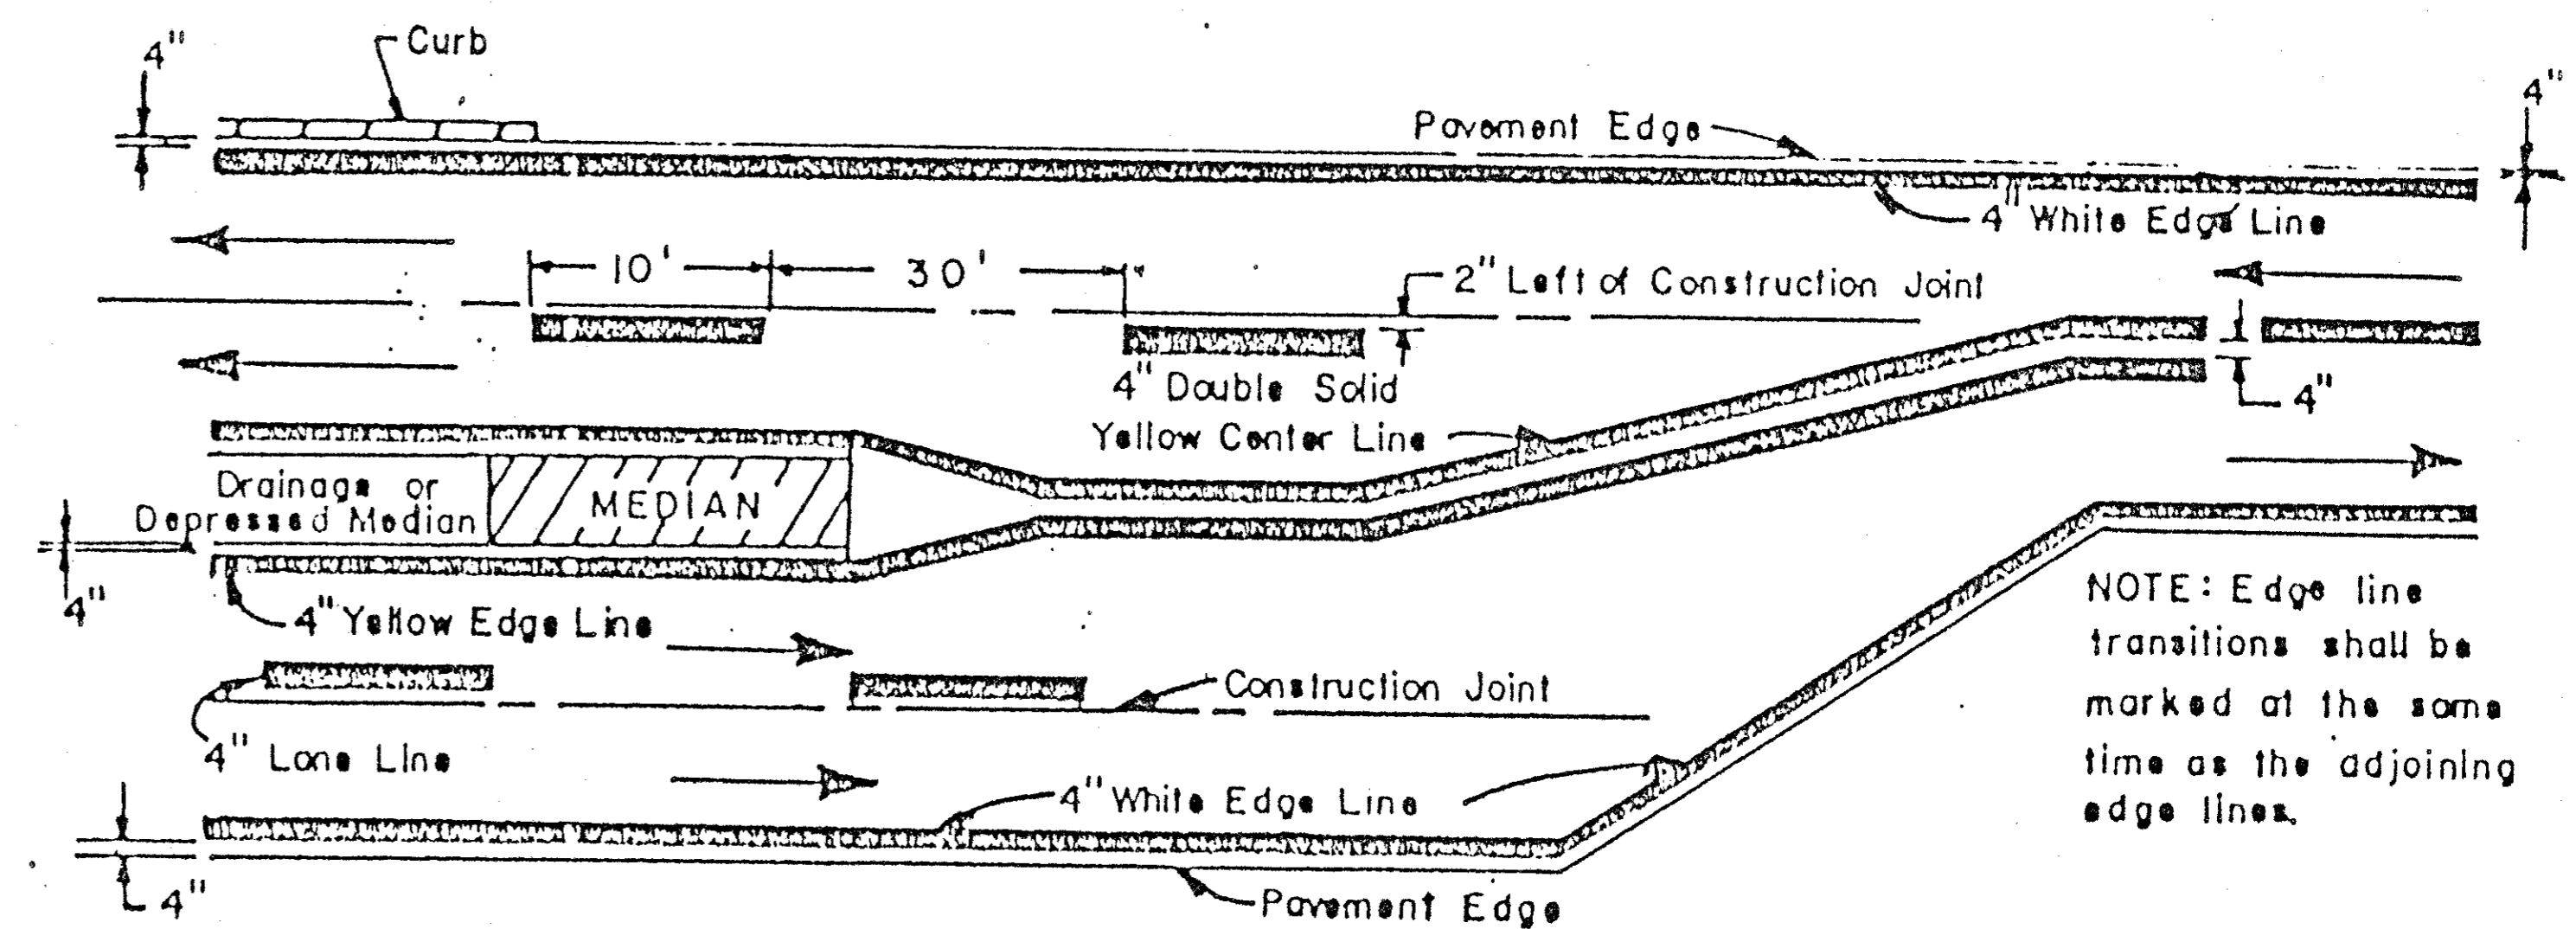 4"
Curb
4"
Pavement Edge
4" White Edge Line
10'
30'
2" Left of Construction Joint
4" Double Solid
Yellow Center Line
4"
Drainage or
Depressed Median
MEDIAN
4"
4" Yellow Edge Line
Construction Joint
4" Lane Line
4" White Edge Line
4"
Pavement Edge
NOTE: Edge line
transitions shall be
marked at the same
time as the adjoining
edge lines.